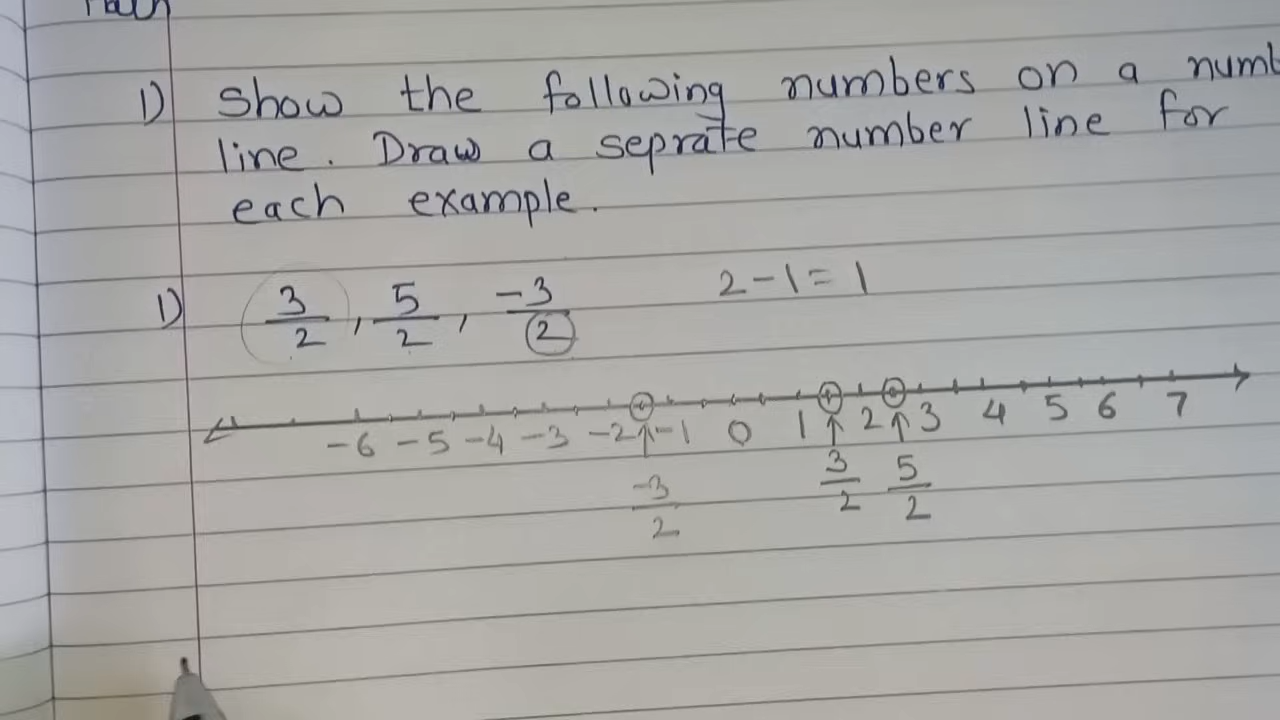 1) Show the following numbers on a
line. Draw a seprate number line for
each example.
1) 3/2, 5/2, -3/2 2-1=1
-6 -5 -4 -3 -2 -1 0 1 2 3 4 5 6 7
-3/2 3/2 5/2